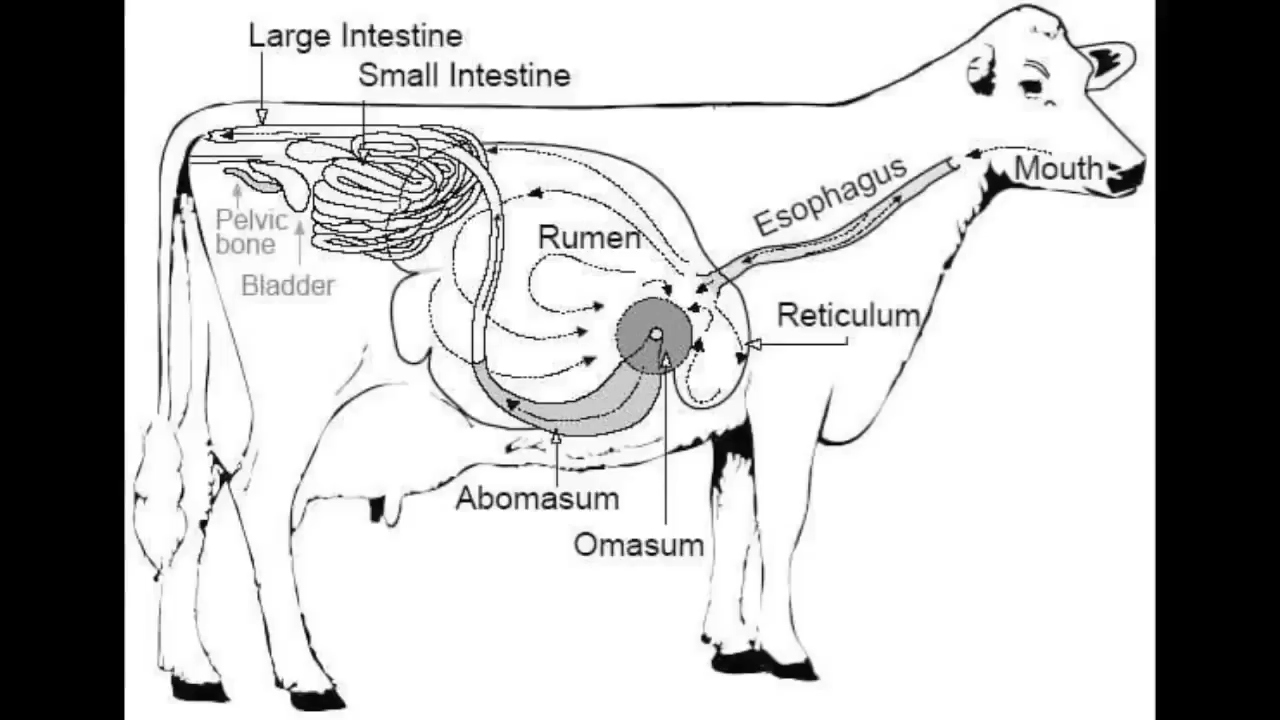 Large Intestine
Small Intestine
Mouth
Esophagus
Pelvic
bone
Rumen
Bladder
Reticulum
Abomasum
Omasum